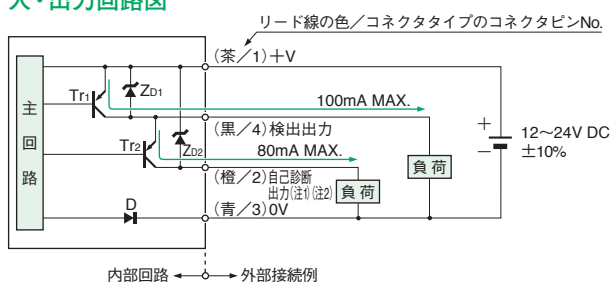 入・出力回路図
リード線の色／コネクタタイプのコネクタピンNo.
(茶／1)＋V
Tr1
ZD1
100mA MAX.
主回路
(黒／4)検出出力
＋
12～24V DC
±10%
－
Tr2
ZD2
80mA MAX.
負荷
(橙／2)自己診断
出力(注1)(注2)
負荷
D
(青／3)0V
内部回路
外部接続例